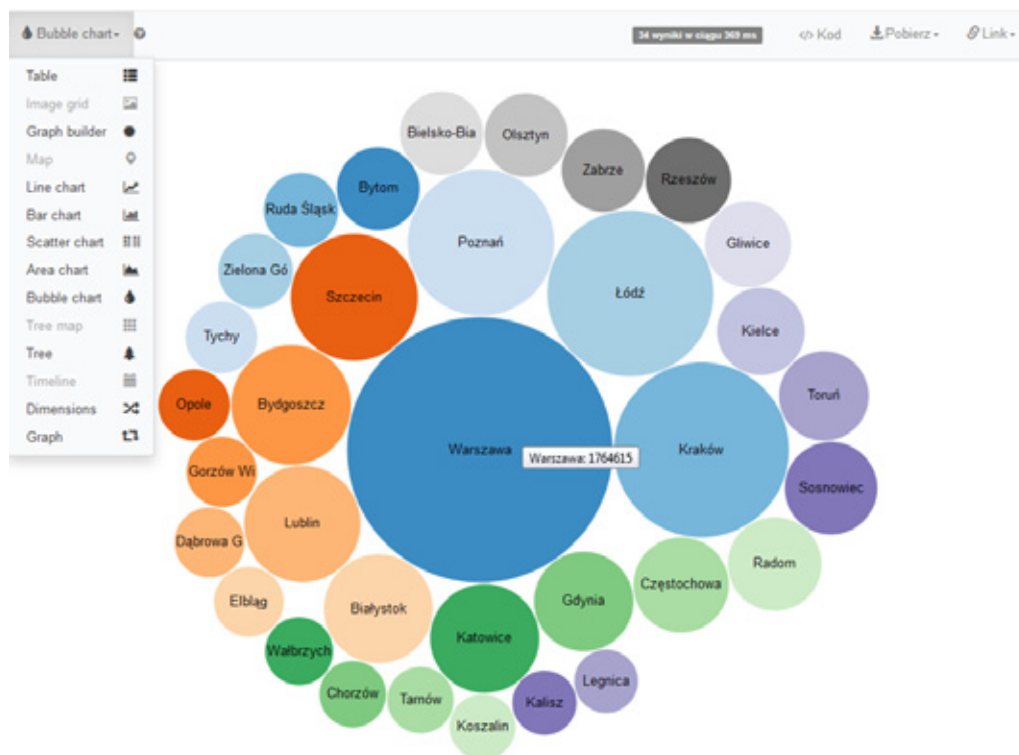 Bubble chart
34 wyniki w ciągu 369 ms
</> Kod
Pobierz
Link
Table
Image grid
Graph builder
Map
Line chart
Bar chart
Scatter chart
Area chart
Bubble chart
Tree map
Tree
Timeline
Dimensions
Graph
Bielsko-Bia
Olsztyn
Zabrze
Rzeszów
Bytom
Ruda Śląsk
Poznań
Gliwice
Zielona Gó
Szczecin
Łódź
Tychy
Kielce
Opole
Bydgoszcz
Toruń
Warszawa
Warszawa: 1764615
Kraków
Gorzów Wi
Sosnowiec
Lublin
Dąbrowa G
Radom
Częstochowa
Elbląg
Białystok
Gdynia
Katowice
Wałbrzych
Legnica
Chorzów
Tarnów
Kalisz
Koszalin